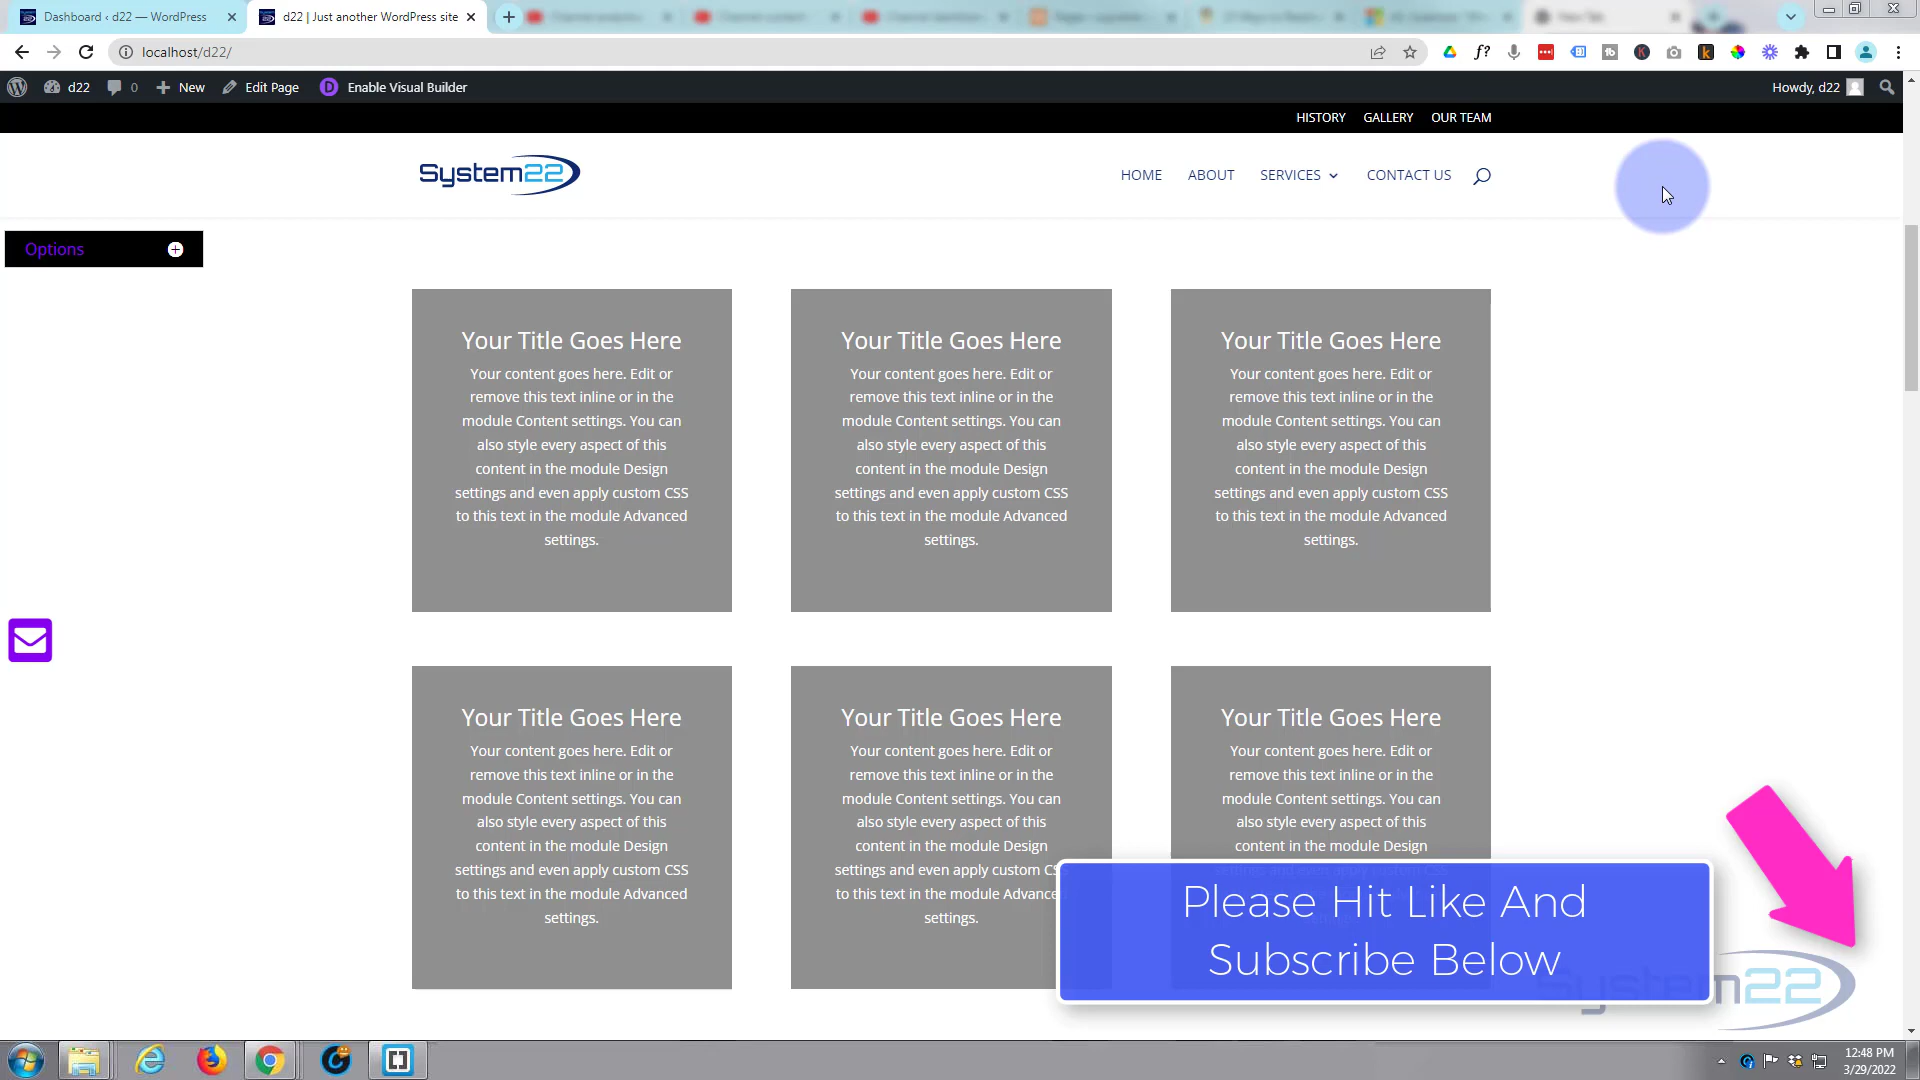 Dashboard ‹ d22 — WordPress
d22 | Just another WordPress site
localhost/d22/
d22
0
New
Edit Page
D
Enable Visual Builder
Howdy, d22
HISTORY
GALLERY
OUR TEAM
System22
HOME
ABOUT
SERVICES
CONTACT US
Options
Your Title Goes Here
Your content goes here. Edit or
remove this text inline or in the
module Content settings. You can
also style every aspect of this
content in the module Design
settings and even apply custom CSS
to this text in the module Advanced
settings.
Your Title Goes Here
Your content goes here. Edit or
remove this text inline or in the
module Content settings. You can
also style every aspect of this
content in the module Design
settings and even apply custom CSS
to this text in the module Advanced
settings.
Your Title Goes Here
Your content goes here. Edit or
remove this text inline or in the
module Content settings. You can
also style every aspect of this
content in the module Design
settings and even apply custom CSS
to this text in the module Advanced
settings.
Your Title Goes Here
Your content goes here. Edit or
remove this text inline or in the
module Content settings. You can
also style every aspect of this
content in the module Design
settings and even apply custom CSS
to this text in the module Advanced
settings.
Your Title Goes Here
Your content goes here. Edit or
remove this text inline or in the
module Content settings. You can
also style every aspect of this
content in the module Design
settings and even apply custom CSS
to this text in the module Advanced
settings.
Your Title Goes Here
Your content goes here. Edit or
remove this text inline or in the
module Content settings. You can
also style every aspect of this
content in the module Design
Please Hit Like And
Subscribe Below
System22
12:48 PM
3/29/2022